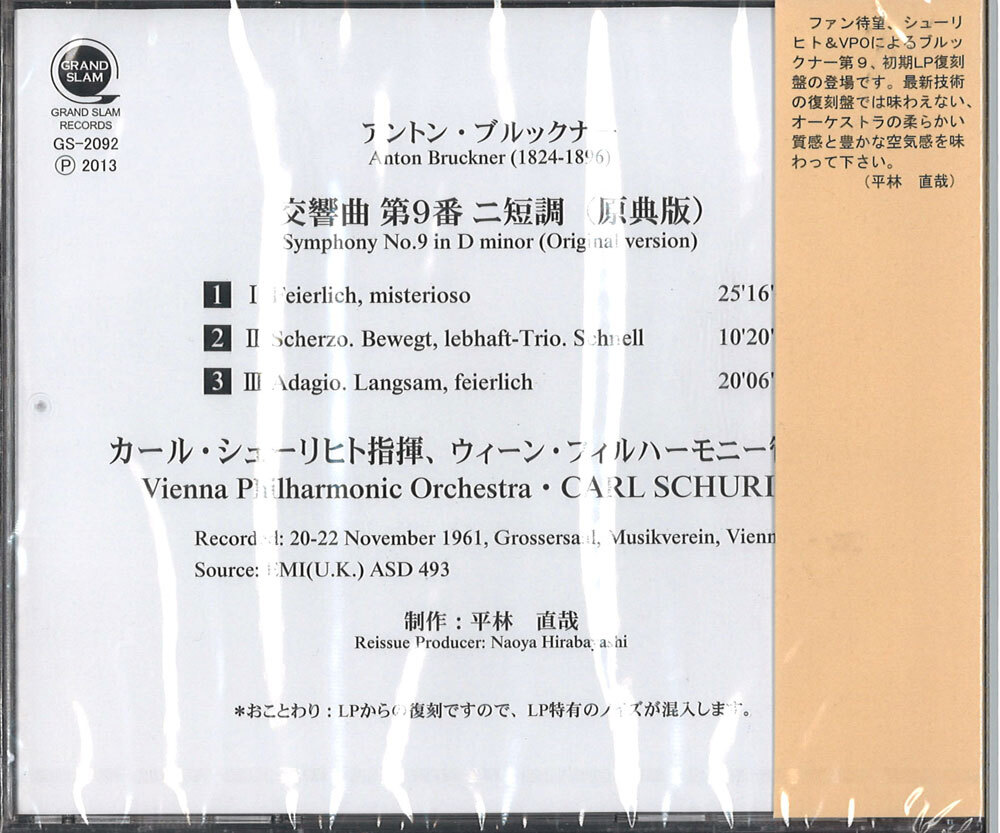 GRAND
SLAM
GRAND SLAM
RECORDS
GS-2092
Ⓟ 2013
アントン・ブルックナー
Anton Bruckner (1824-1896)
交響曲 第9番 ニ短調 (原典版)
Symphony No.9 in D minor (Original version)
1 I Feierlich, misterioso 25'16'
2 II Scherzo. Bewegt, lebhaft-Trio. Schnell 10'20'
3 III Adagio. Langsam, feierlich 20'06'
カール・シューリヒト指揮、ウィーン・フィルハーモニー
Vienna Philharmonic Orchestra・CARL SCHURI
Recorded: 20-22 November 1961, Grossersaal, Musikverein, Vienn
Source: EMI(U.K.) ASD 493
制作：平林 直哉
Reissue Producer: Naoya Hirabayashi
*おことわり：LPからの復刻ですので、LP特有のノイズが混入します。
ファン待望、シューリ
ヒト＆VPOによるブルッ
クナー第９、初期LP復刻
盤の登場です。最新技術
の復刻盤では味わえない、
オーケストラの柔らかい
質感と豊かな空気感を味
わって下さい。
（平林 直哉）